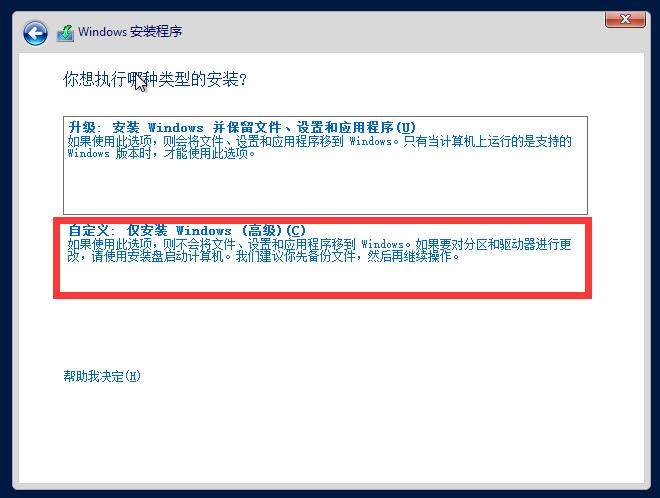 Windows 安装程序
你想执行哪种类型的安装?
升级: 安装 Windows 并保留文件、设置和应用程序(U)
如果使用此选项，则会将文件、设置和应用程序移到 Windows。只有当计算机上运行的是支持的
Windows 版本时，才能使用此选项。
自定义: 仅安装 Windows (高级)(C)
如果使用此选项，则不会将文件、设置和应用程序移到 Windows。如果要对分区和驱动器进行更
改，请使用安装盘启动计算机。我们建议你先备份文件，然后再继续操作。
帮助我决定(H)